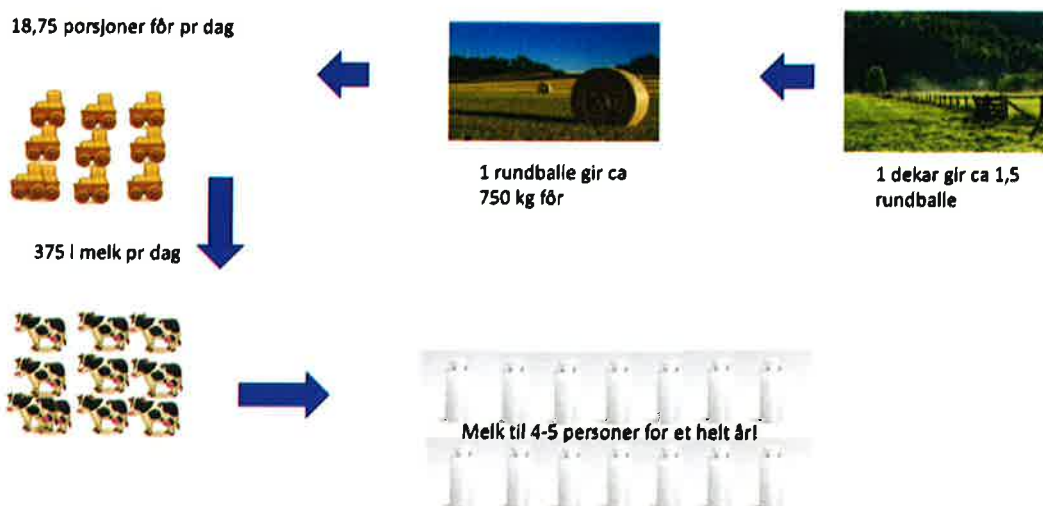 18,75 porsjoner fôr pr dag
1 rundballe gir ca
750 kg fôr
1 dekar gir ca 1,5
rundballe
375 l melk pr dag
Melk til 4-5 personer for et helt år!